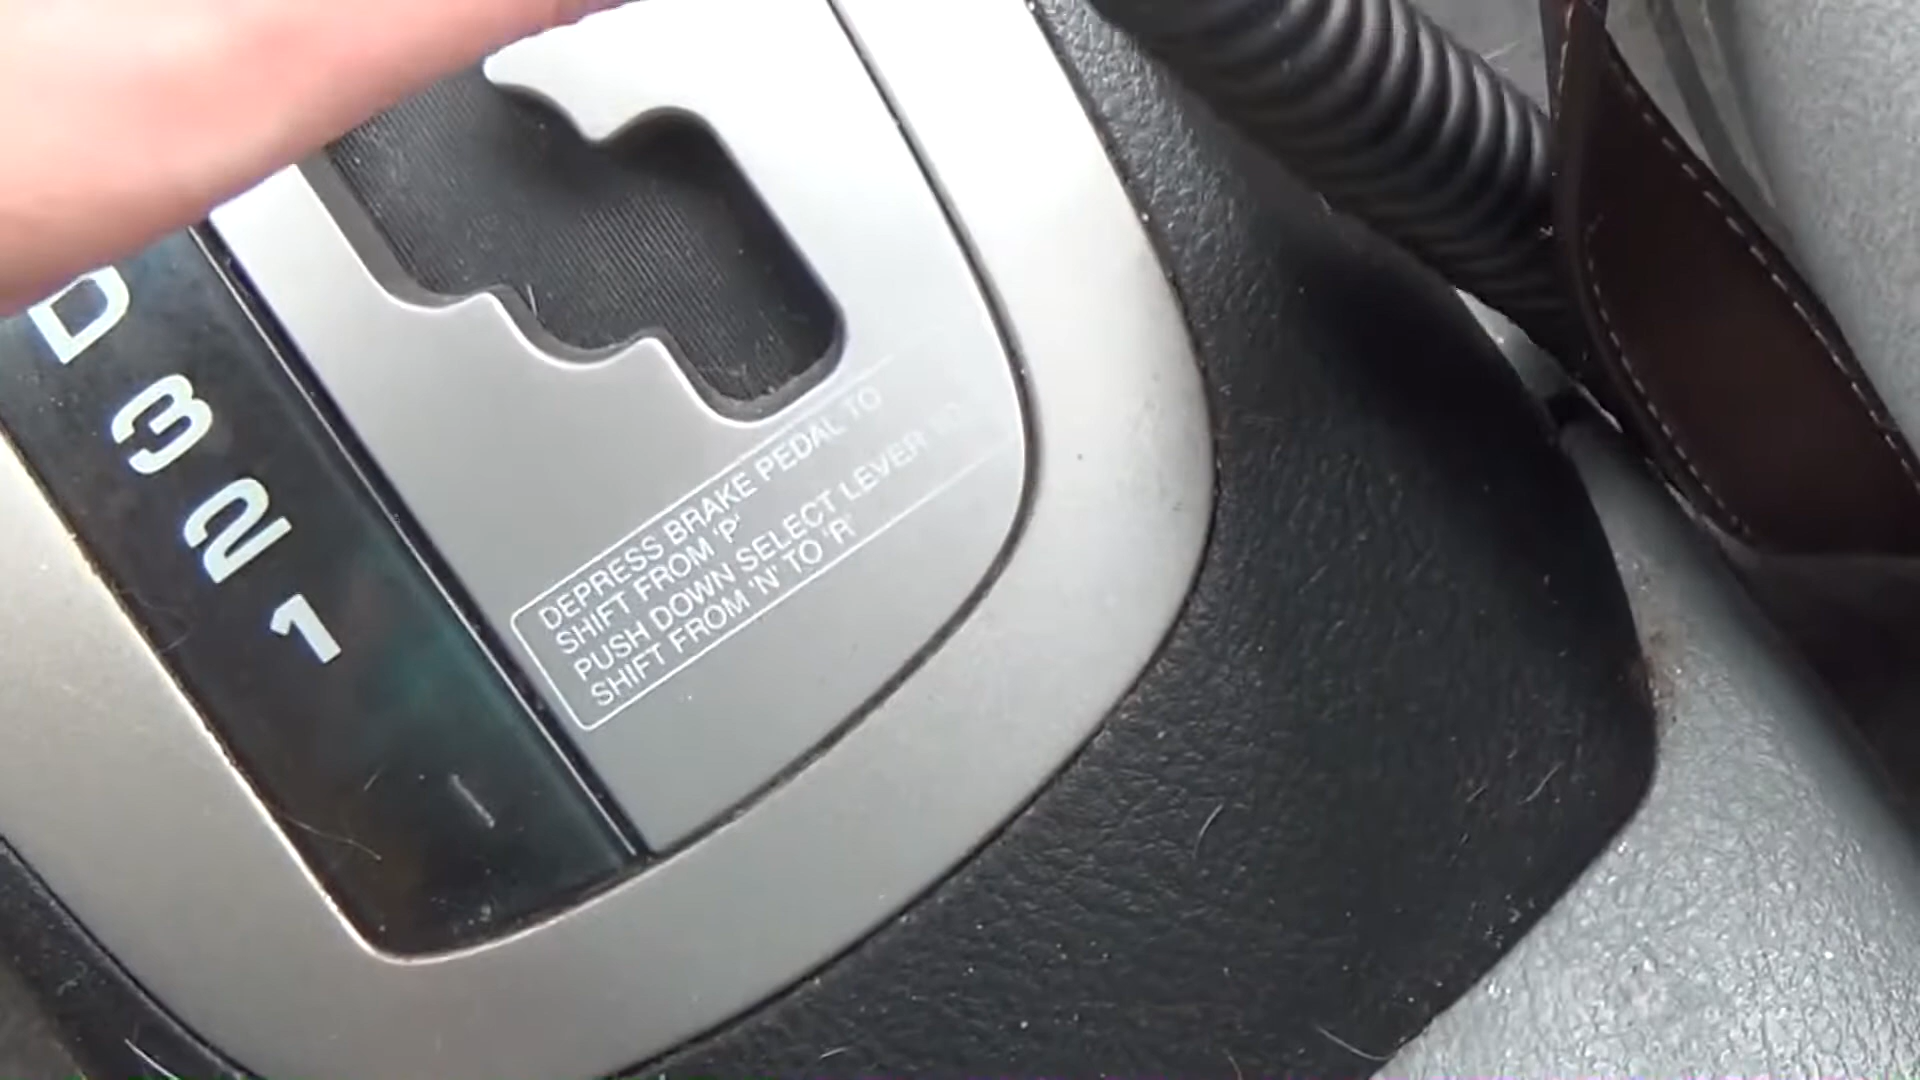 D
3
2
1
DEPRESS BRAKE PEDAL TO
SHIFT FROM 'P'
PUSH DOWN SELECT LEVER TO
SHIFT FROM 'N' TO 'R'